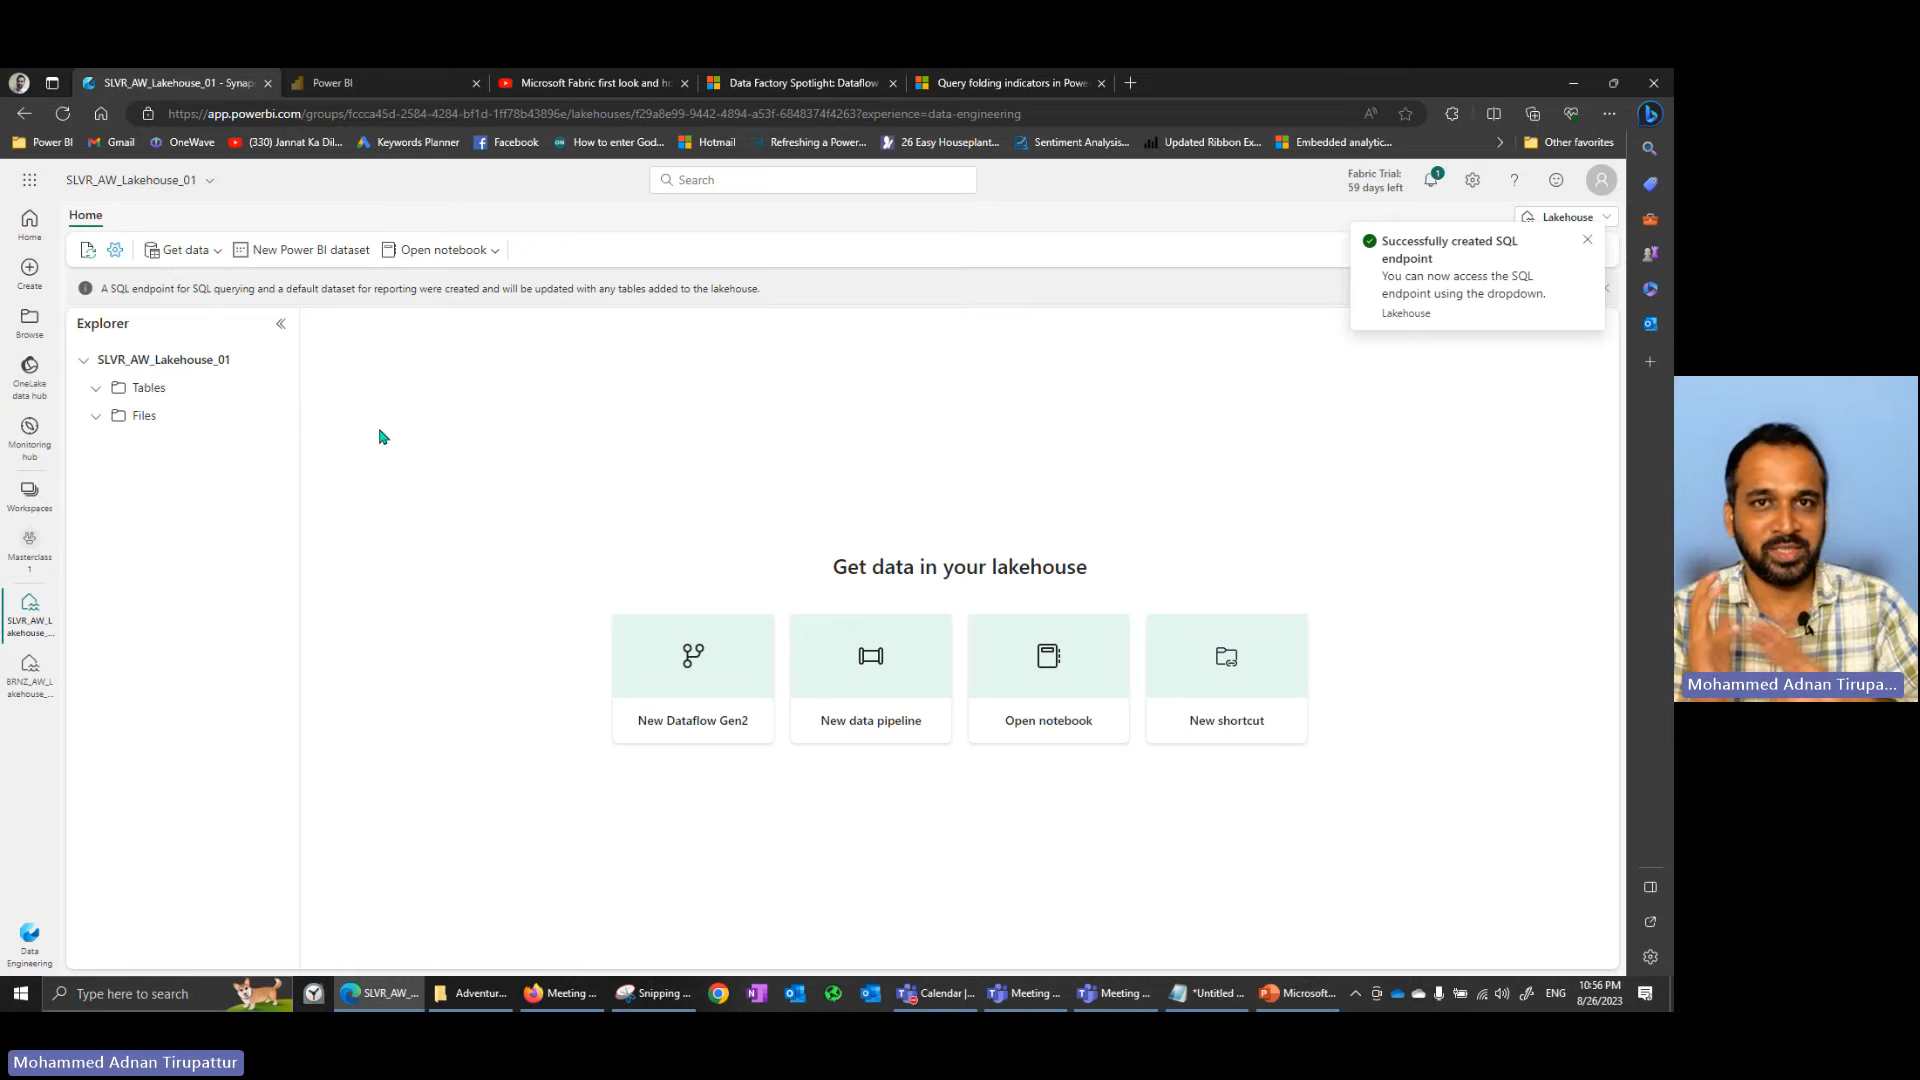 SLVR_AW_Lakehouse_01 - Synap
Power BI
Microsoft Fabric first look and ho
Data Factory Spotlight: Dataflow
Query folding indicators in Powe
https://app.powerbi.com/groups/fccca45d-2584-4284-bf1d-1ff78b43896e/lakehouses/f29a8e99-9442-4894-a53f-6848374f4263?experience=data-engineering
Power BI
Gmail
OneWave
(330) Jannat Ka Dil...
Keywords Planner
Facebook
How to enter God...
Hotmail
Refreshing a Powe...
26 Easy Houseplant...
Sentiment Analysis...
Updated Ribbon Ex...
Embedded analytic...
Other favorites
SLVR_AW_Lakehouse_01
Search
Fabric Trial:
59 days left
1
Home
Lakehouse
Get data
New Power BI dataset
Open notebook
Successfully created SQL
endpoint
You can now access the SQL
endpoint using the dropdown.
Lakehouse
A SQL endpoint for SQL querying and a default dataset for reporting were created and will be updated with any tables added to the lakehouse.
Home
Create
Browse
OneLake
data hub
Monitoring
hub
Workspaces
Masterclass
1
SLVR_AW_L
akehouse_...
BRNZ_AW_L
akehouse_...
Data
Engineering
Explorer
SLVR_AW_Lakehouse_01
Tables
Files
Get data in your lakehouse
New Dataflow Gen2
New data pipeline
Open notebook
New shortcut
Mohammed Adnan Tirupa...
Type here to search
SLVR_AW_...
Adventur...
Meeting ...
Snipping ...
Calendar |...
Meeting ...
Meeting ...
*Untitled ...
Microsoft...
ENG
10:56 PM
8/26/2023
Mohammed Adnan Tirupattur